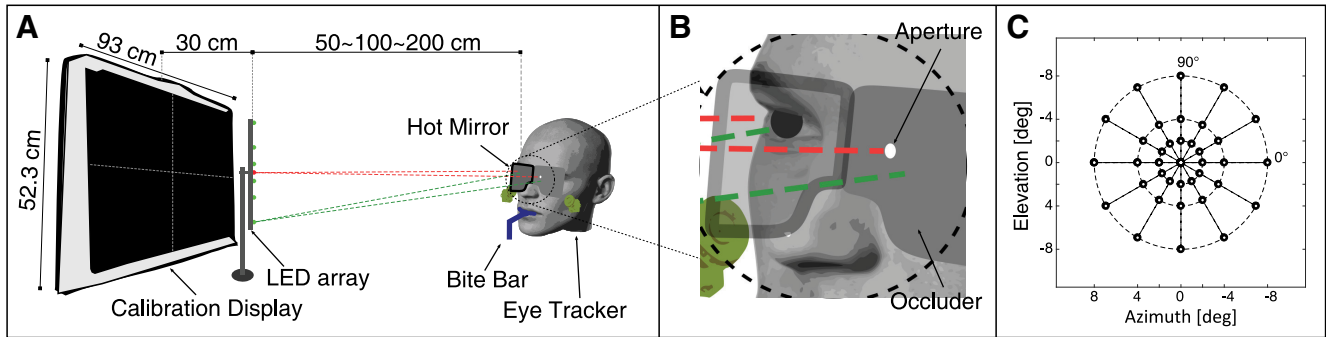 A
93 cm
30 cm
50~100~200 cm
52.3 cm
Hot Mirror
LED array
Calibration Display
Bite Bar
Eye Tracker
B
Aperture
Occluder
C
90°
0°
-8
-4
0
4
-8
Elevation [deg]
8 4 0 -4 -8
Azimuth [deg]